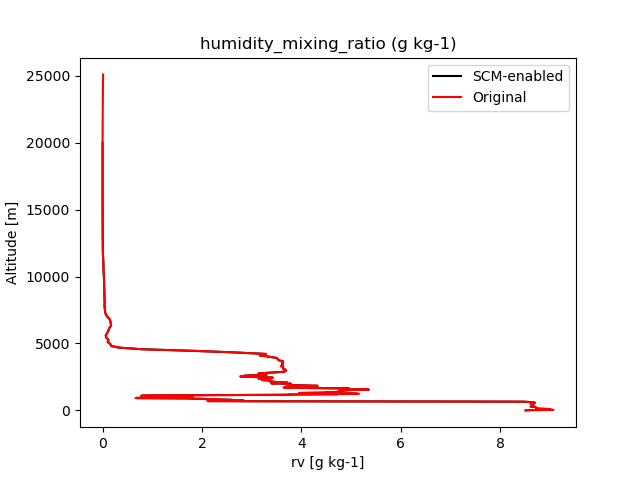 humidity_mixing_ratio (g kg-1)
SCM-enabled
Original
25000
20000
15000
10000
5000
0
Altitude [m]
0 2 4 6 8
rv [g kg-1]